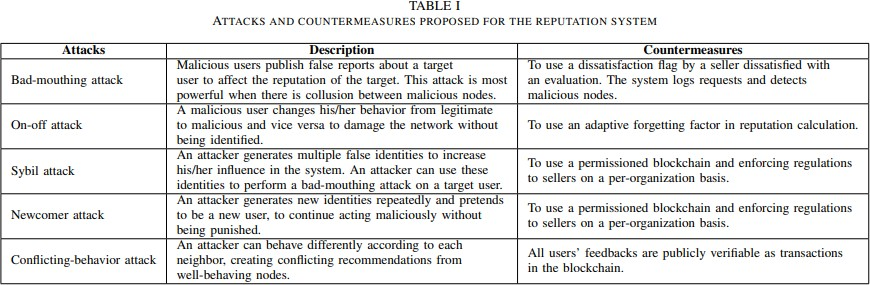 TABLE I
ATTACKS AND COUNTERMEASURES PROPOSED FOR THE REPUTATION SYSTEM
Attacks Description Countermeasures
Bad-mouthing attack
Malicious users publish false reports about a target
user to affect the reputation of the target. This attack is most
powerful when there is collusion between malicious nodes.
To use a dissatisfaction flag by a seller dissatisfied with
an evaluation. The system logs requests and detects
malicious nodes.
On-off attack
A malicious user changes his/her behavior from legitimate
to malicious and vice versa to damage the network without
being identified.
To use an adaptive forgetting factor in reputation calculation.
Sybil attack
An attacker generates multiple false identities to increase
his/her influence in the system. An attacker can use these
identities to perform a bad-mouthing attack on a target user.
To use a permissioned blockchain and enforcing regulations
to sellers on a per-organization basis.
Newcomer attack
An attacker generates new identities repeatedly and pretends
to be a new user, to continue acting maliciously without
being punished.
To use a permissioned blockchain and enforcing regulations
to sellers on a per-organization basis.
Conflicting-behavior attack
An attacker can behave differently according to each
neighbor, creating conflicting recommendations from
well-behaving nodes.
All users' feedbacks are publicly verifiable as transactions
in the blockchain.